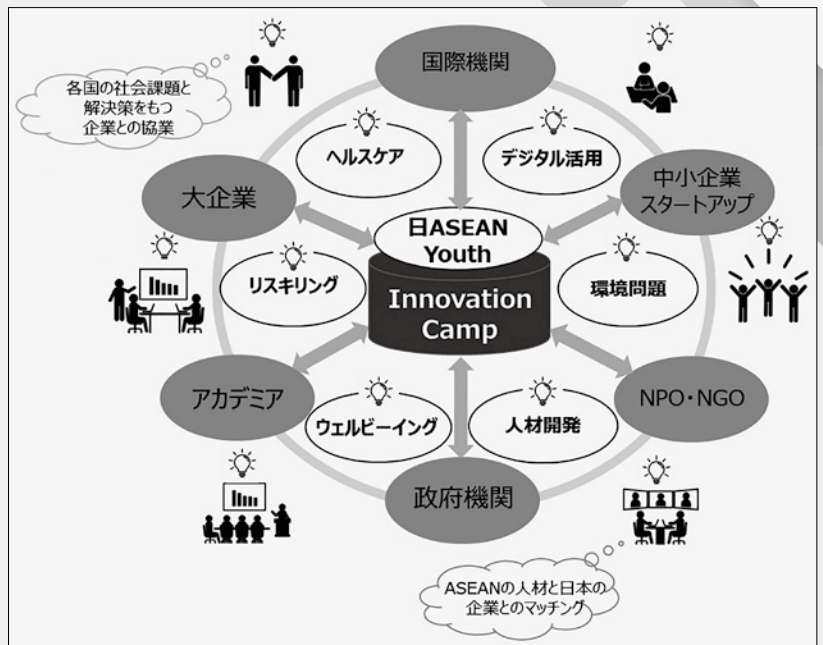 国際機関
各国の社会課題と
解決策をもつ
企業との協業
ヘルスケア
デジタル活用
大企業
中小企業
スタートアップ
日ASEAN
Youth
Innovation
Camp
リスキリング
環境問題
アカデミア
NPO・NGO
ウェルビーイング
人材開発
政府機関
ASEANの人材と日本の
企業とのマッチング